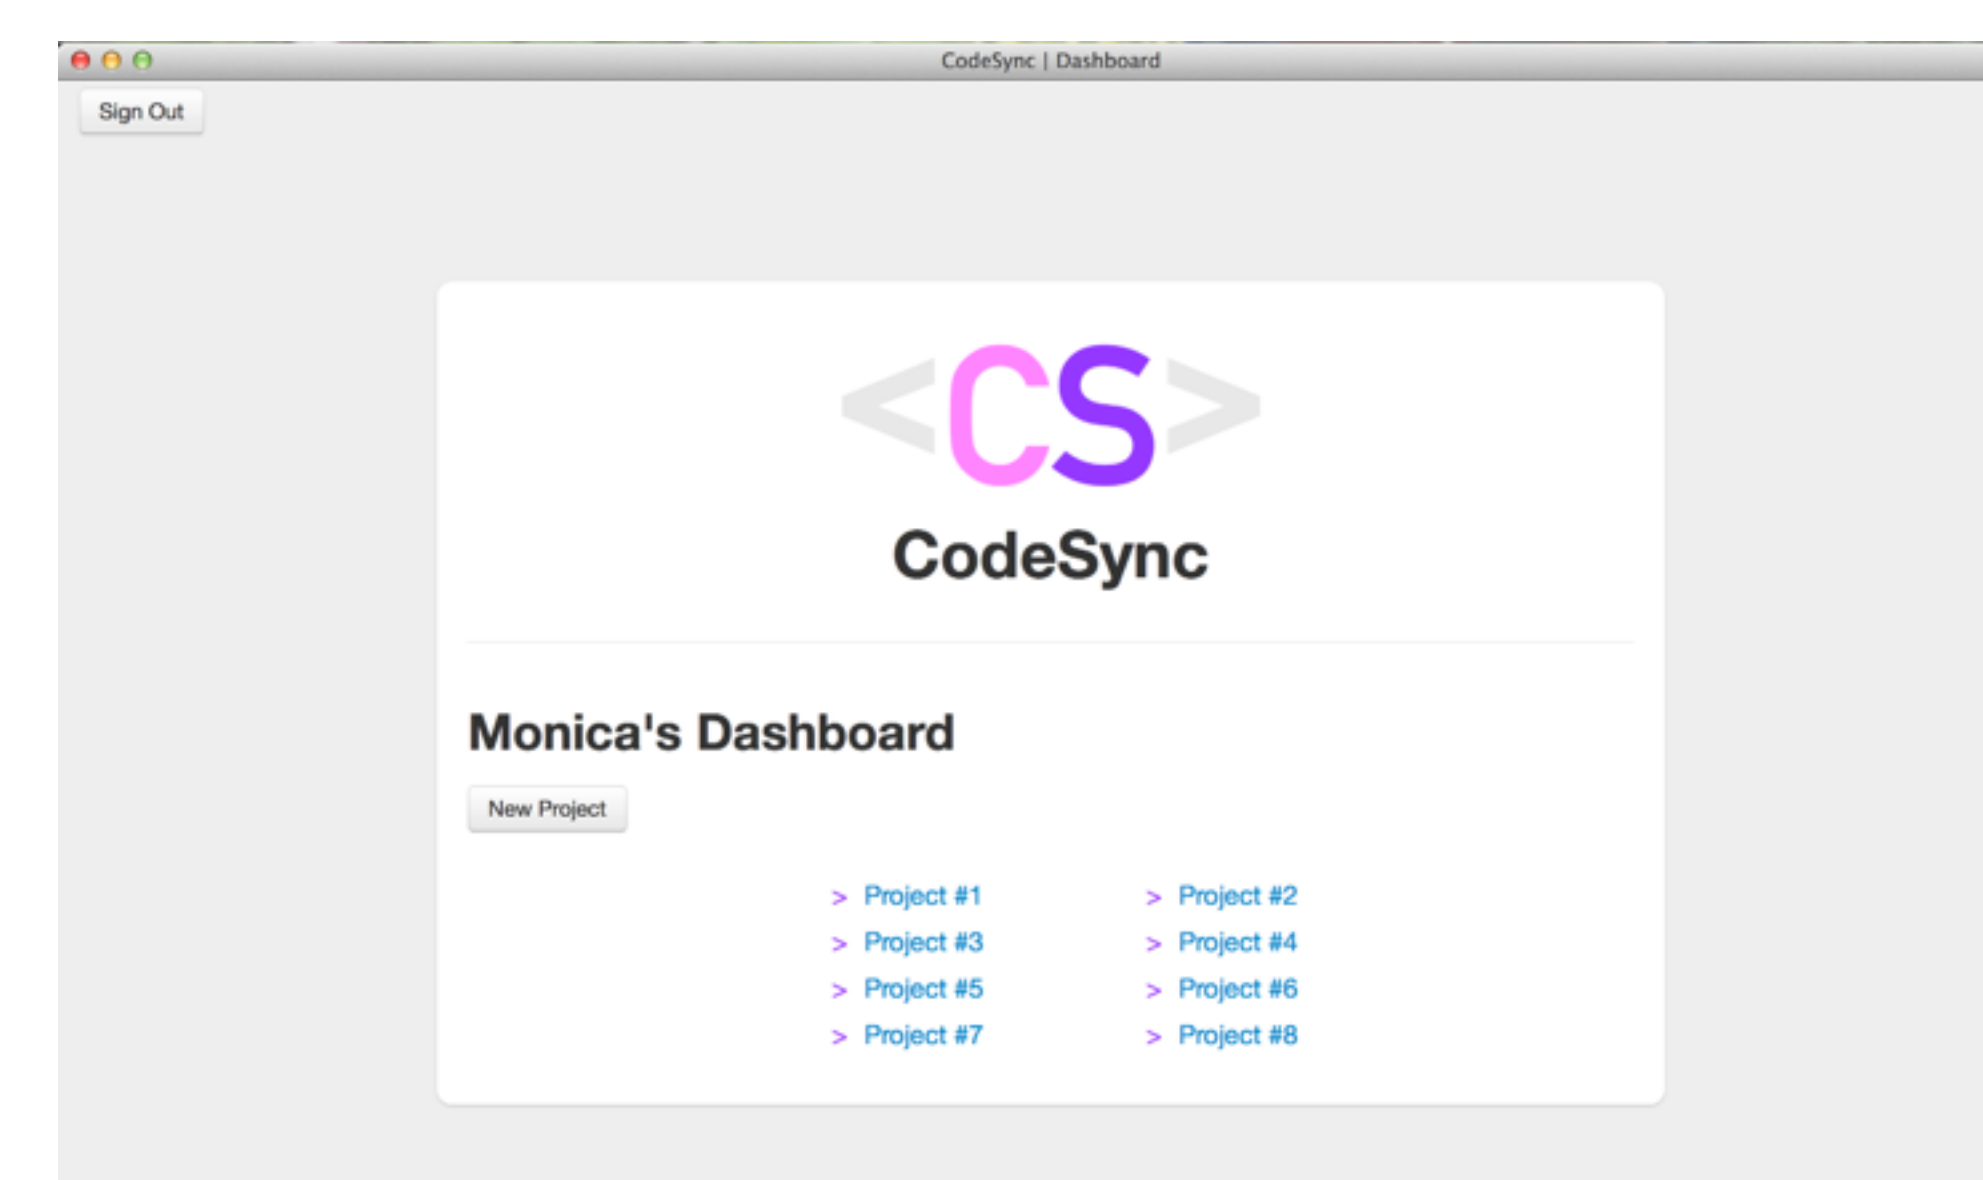 CodeSync | Dashboard
Sign Out
<CS>
CodeSync
Monica's Dashboard
New Project
> Project #1 > Project #2
> Project #3 > Project #4
> Project #5 > Project #6
> Project #7 > Project #8